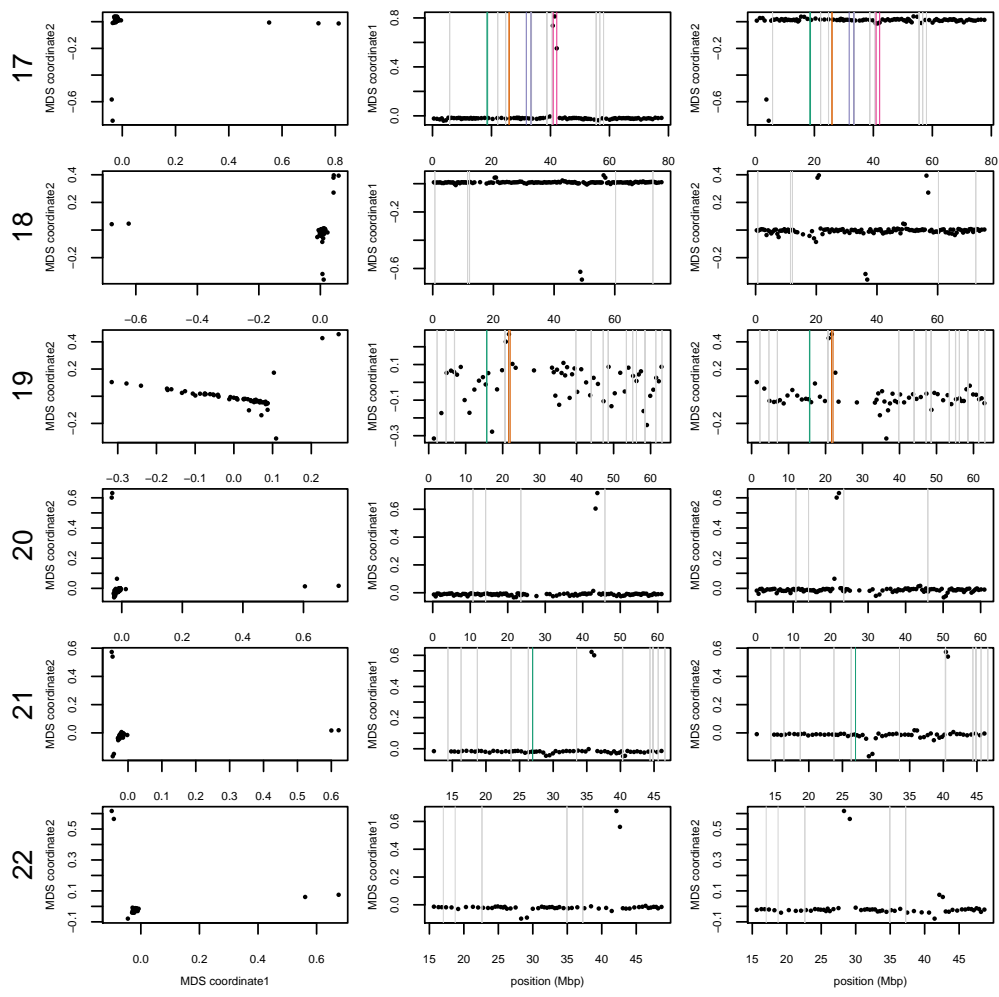 17
MDS coordinate2
−0.2
−0.6
0.0 0.2 0.4 0.6 0.8
MDS coordinate1
0.8
0.4
0.0
0 20 40 60 80
MDS coordinate2
−0.2
−0.6
0 20 40 60 80
18
MDS coordinate2
0.4
0.2
−0.2
−0.6 −0.4 −0.2 0.0
MDS coordinate1
−0.2
−0.6
0 20 40 60
MDS coordinate2
0.4
0.2
−0.2
0 20 40 60
19
MDS coordinate2
0.4
0.2
−0.2
−0.3 −0.2 −0.1 0.0 0.1 0.2
MDS coordinate1
0.1
−0.1
−0.3
0 10 20 30 40 50 60
MDS coordinate2
0.4
0.2
−0.2
0 10 20 30 40 50 60
20
MDS coordinate2
0.6
0.4
0.2
0.0
0.0 0.2 0.4 0.6
MDS coordinate1
0.6
0.4
0.2
0.0
0 10 20 30 40 50 60
MDS coordinate2
0.6
0.4
0.2
0.0
0 10 20 30 40 50 60
21
MDS coordinate2
0.6
0.4
0.2
0.0
0.0 0.1 0.2 0.3 0.4 0.5 0.6
MDS coordinate1
0.6
0.4
0.2
0.0
15 20 25 30 35 40 45
MDS coordinate2
0.6
0.4
0.2
0.0
15 20 25 30 35 40 45
22
MDS coordinate2
0.5
0.3
0.1
−0.1
0.0 0.2 0.4 0.6
MDS coordinate1
MDS coordinate1
0.6
0.4
0.2
0.0
15 20 25 30 35 40 45
position (Mbp)
MDS coordinate2
0.5
0.3
0.1
−0.1
15 20 25 30 35 40 45
position (Mbp)